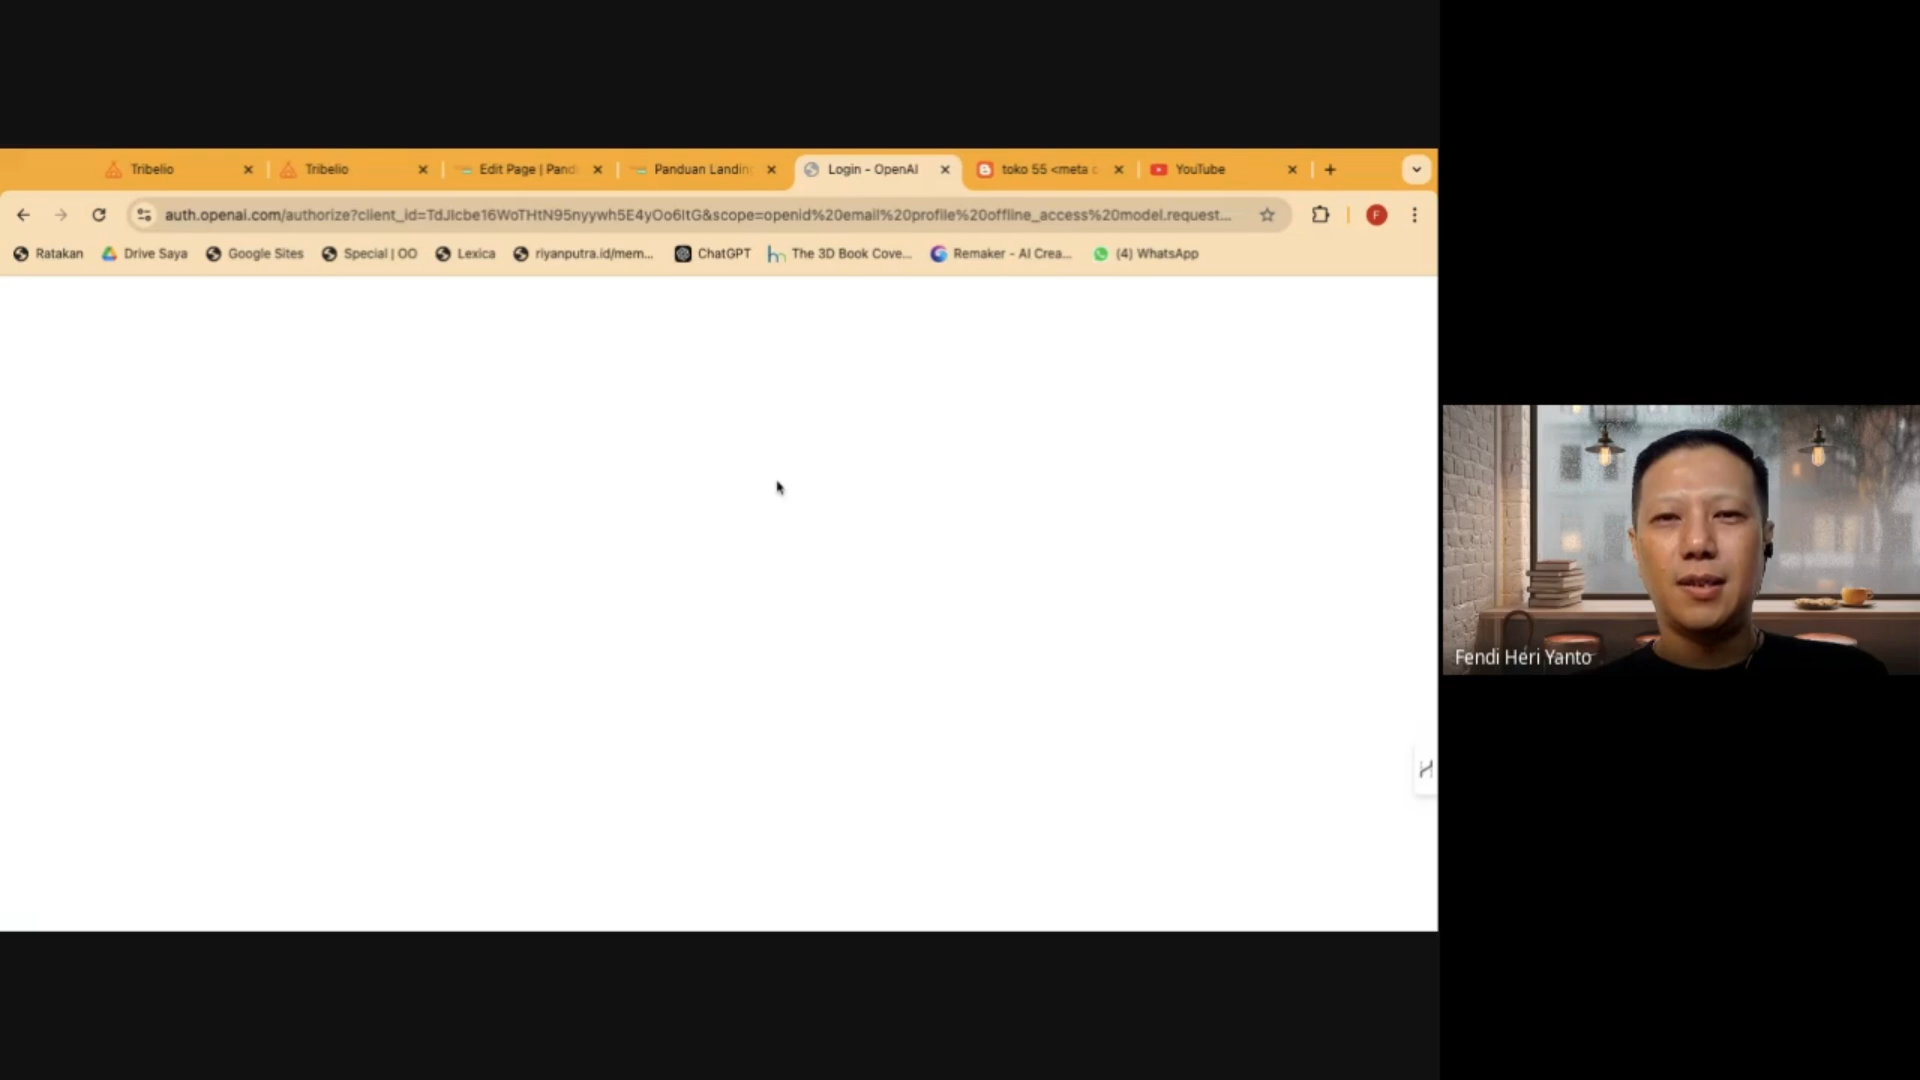 Tribelio
Tribelio
Edit Page | Pand
Panduan Landin
Login - OpenAI
toko 55 <meta c
YouTube
auth.openai.com/authorize?client_id=TdJIcbe16WoTHtN95nyywh5E4yOo6ItG&scope=openid%20email%20profile%20offline_access%20model.request...
F
Ratakan
Drive Saya
Google Sites
Special | OO
Lexica
riyanputra.id/mem...
ChatGPT
The 3D Book Cove...
Remaker - AI Crea...
(4) WhatsApp
Fendi Heri Yanto